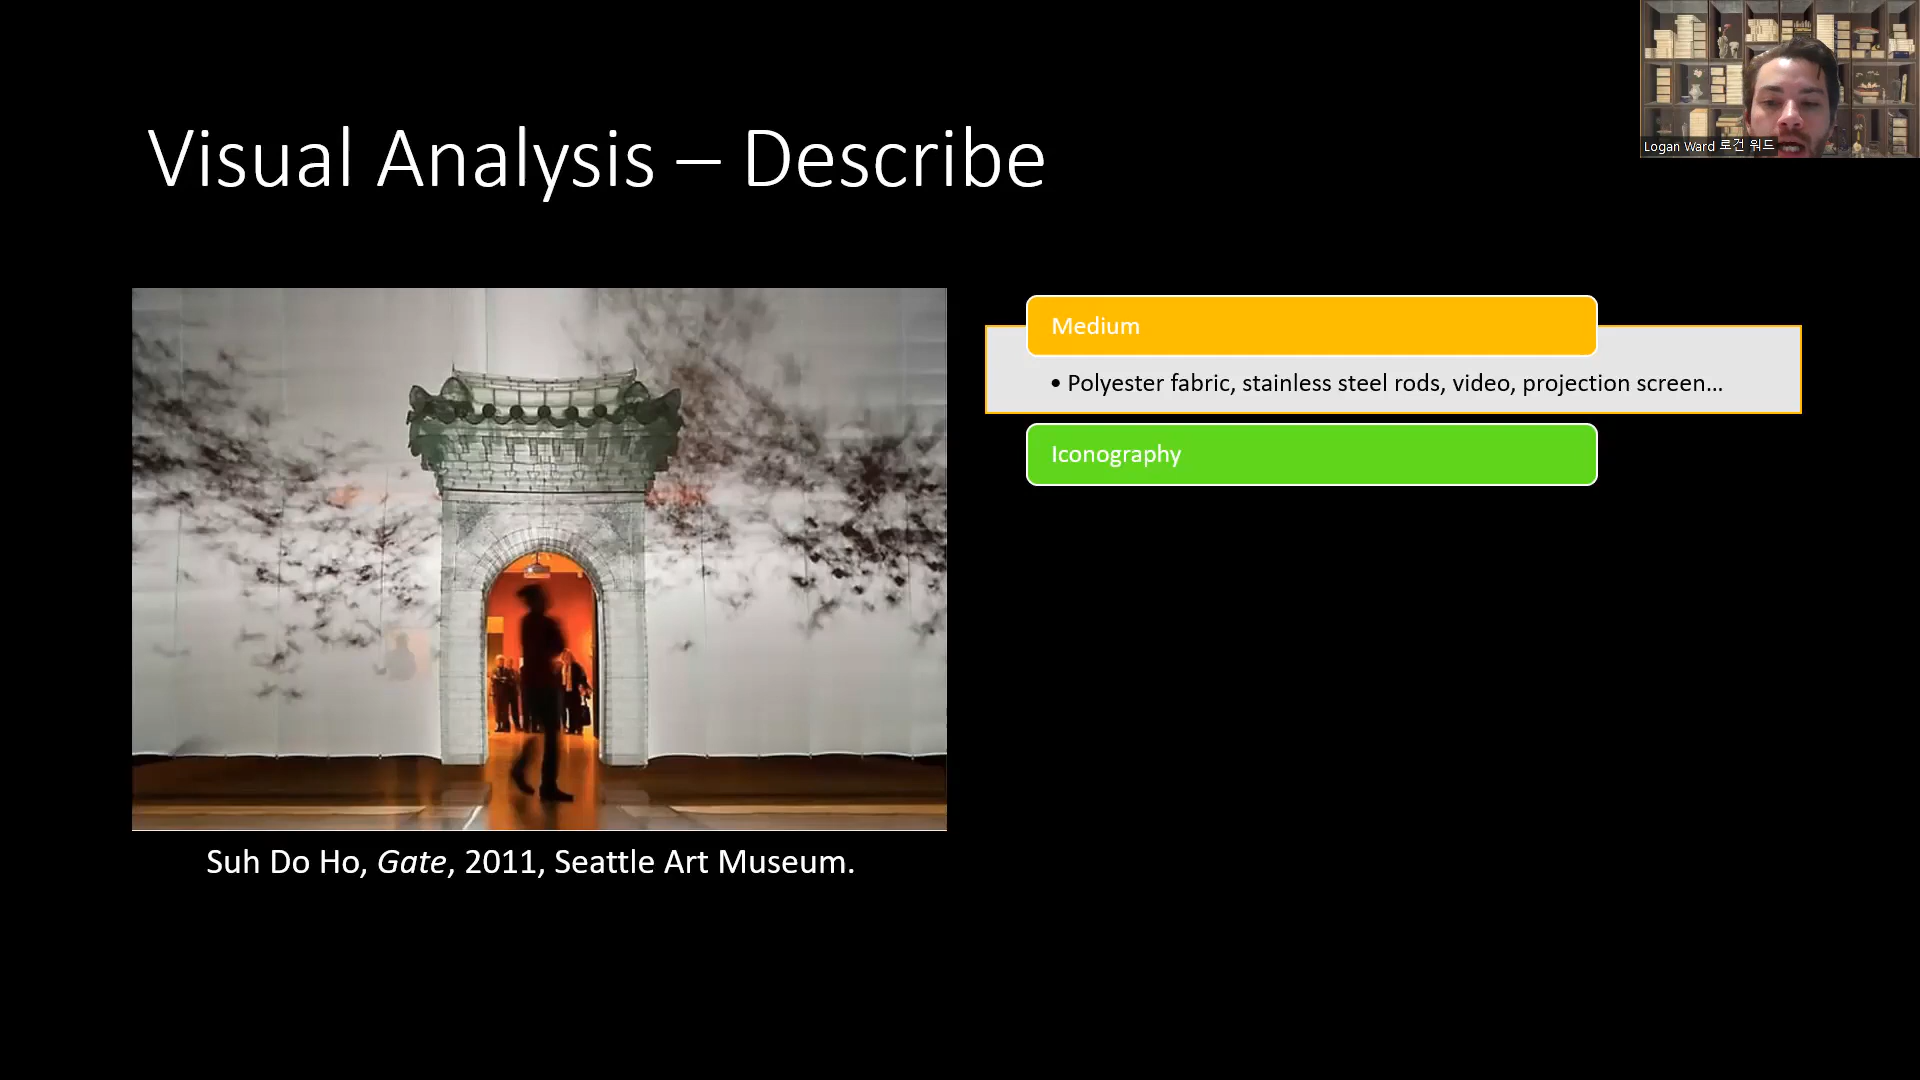 Visual Analysis – Describe
Logan Ward 로건 워드
Medium
• Polyester fabric, stainless steel rods, video, projection screen...
Iconography
Suh Do Ho, Gate, 2011, Seattle Art Museum.